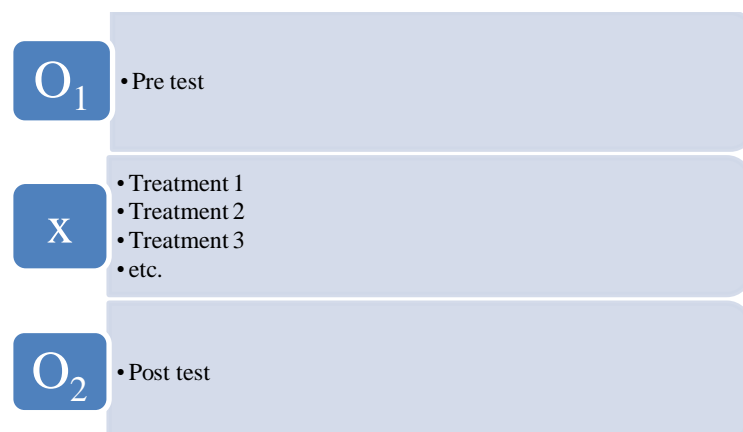 O₁
• Pre test
x
• Treatment 1
• Treatment 2
• Treatment 3
• etc.
O₂
• Post test